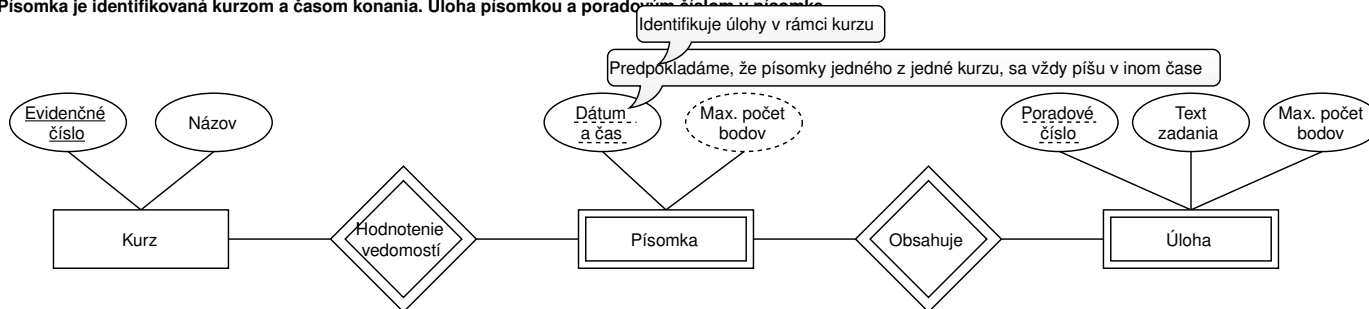 Písomka je identifikovaná kurzom a časom konania. Úloha písomkou a poradovým číslom v písomke
Identifikuje úlohy v rámci kurzu
Predpokladáme, že písomky jedného z jedné kurzu, sa vždy píšu v inom čase
Evidenčné
číslo
Názov
Dátum
a čas
Max. počet
bodov
Poradové
číslo
Text
zadania
Max. počet
bodov
Kurz
Hodnotenie
vedomostí
Písomka
Obsahuje
Úloha